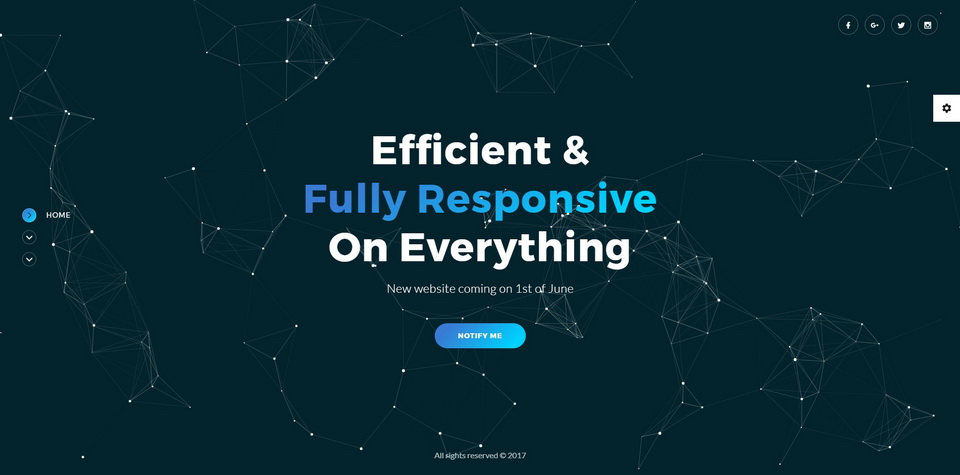 HOME
Efficient &
Fully Responsive
On Everything
New website coming on 1st of June
NOTIFY ME
All rights reserved © 2017